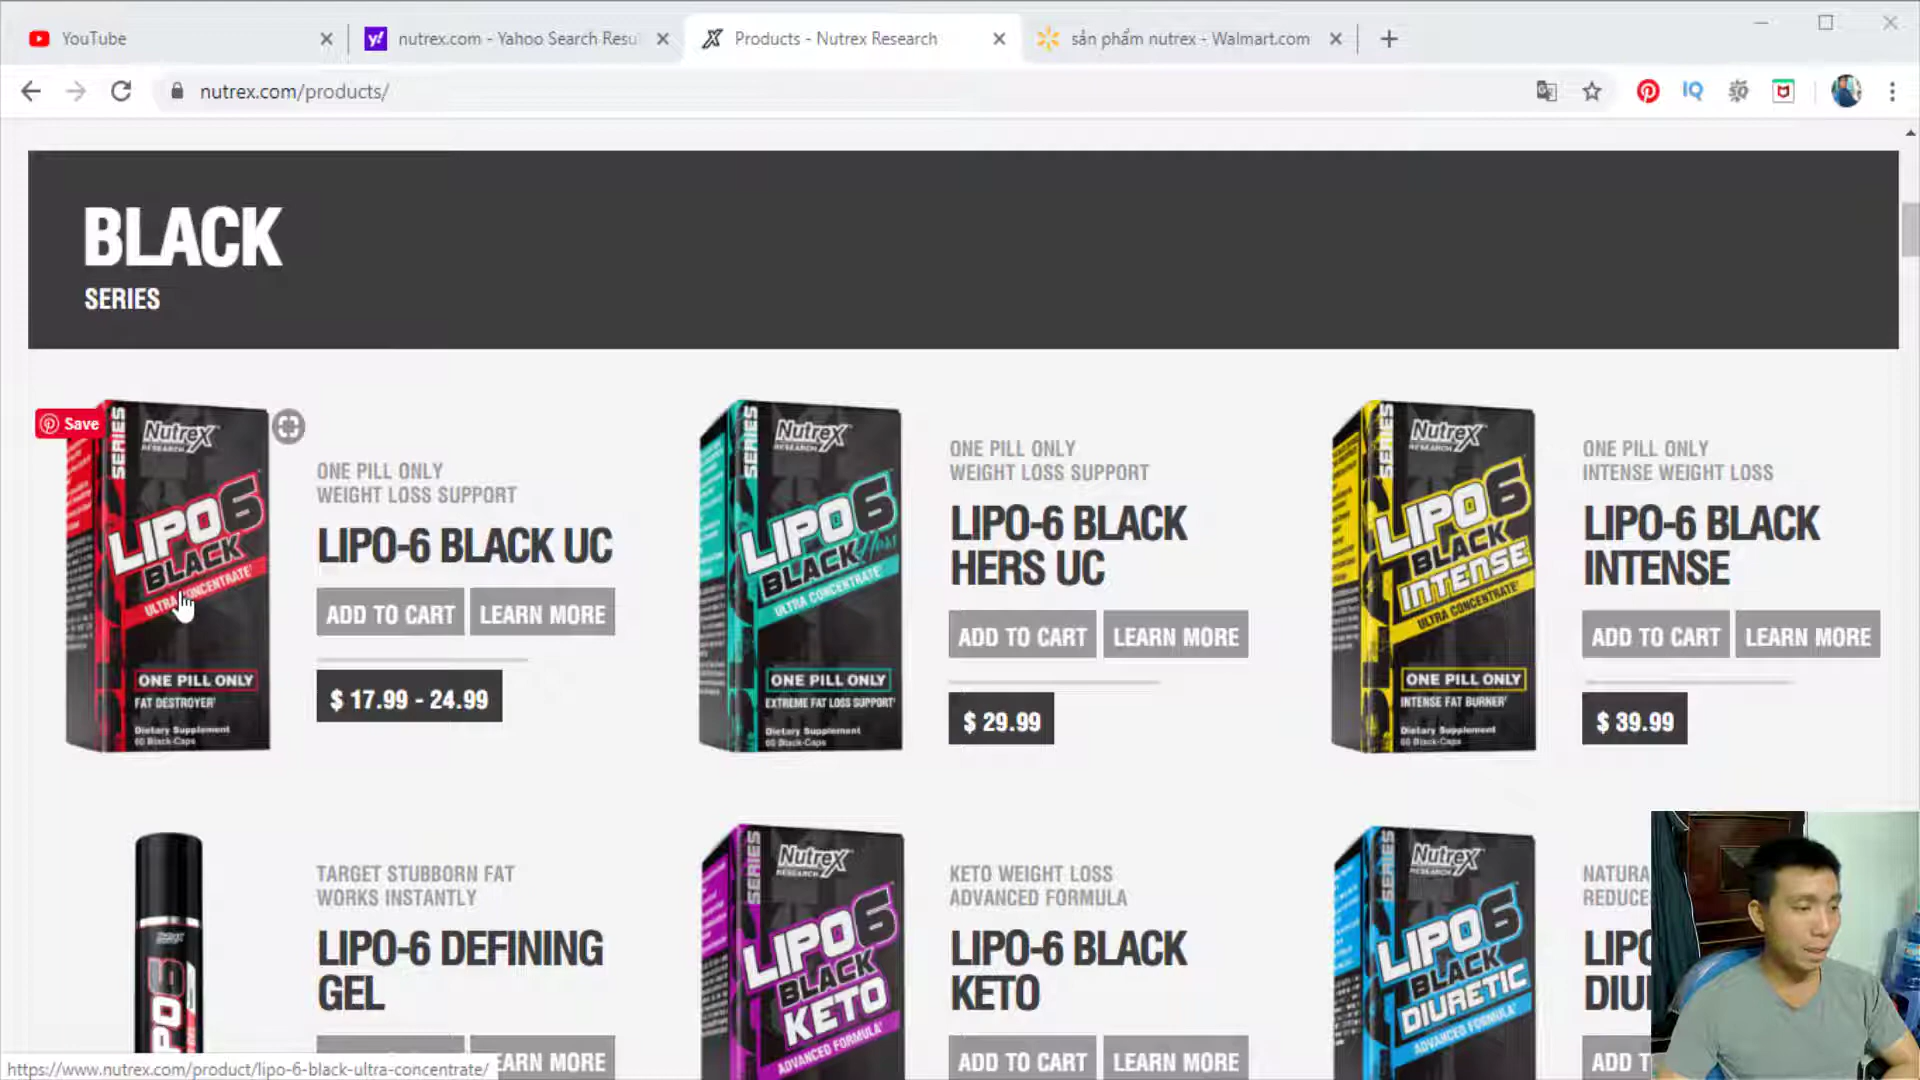 YouTube
nutrex.com - Yahoo Search Resu
Products - Nutrex Research
sản phẩm nutrex - Walmart.com
nutrex.com/products/
BLACK
SERIES
Save
SERIES
Nutrex
RESEARCH
LIPO6
BLACK
ULTRA CONCENTRATE
ONE PILL ONLY
FAT DESTROYER
Dietary Supplement
60 Black-Caps
ONE PILL ONLY
WEIGHT LOSS SUPPORT
LIPO-6 BLACK UC
ADD TO CART
LEARN MORE
$ 17.99 - 24.99
SERIES
Nutrex
RESEARCH
LIPO6
BLACK Hers
ULTRA CONCENTRATE
ONE PILL ONLY
EXTREME FAT LOSS SUPPORT
Dietary Supplement
60 Black-Caps
ONE PILL ONLY
WEIGHT LOSS SUPPORT
LIPO-6 BLACK
HERS UC
ADD TO CART
LEARN MORE
$ 29.99
SERIES
Nutrex
RESEARCH
LIPO6
BLACK
INTENSE
ULTRA CONCENTRATE
ONE PILL ONLY
INTENSE FAT BURNER
Dietary Supplement
60 Black-Caps
ONE PILL ONLY
INTENSE WEIGHT LOSS
LIPO-6 BLACK
INTENSE
ADD TO CART
LEARN MORE
$ 39.99
TARGET STUBBORN FAT
WORKS INSTANTLY
LIPO-6 DEFINING
GEL
EARN MORE
SERIES
Nutrex
RESEARCH
LIPO6
BLACK
KETO
ADVANCED FORMULA
KETO WEIGHT LOSS
ADVANCED FORMULA
LIPO-6 BLACK
KETO
ADD TO CART
LEARN MORE
SERIES
Nutrex
RESEARCH
LIPO6
BLACK
DIURETIC
ADVANCED FORMULA
NATURA
REDUCES
LIPO
DIU
ADD T
https://www.nutrex.com/product/lipo-6-black-ultra-concentrate/